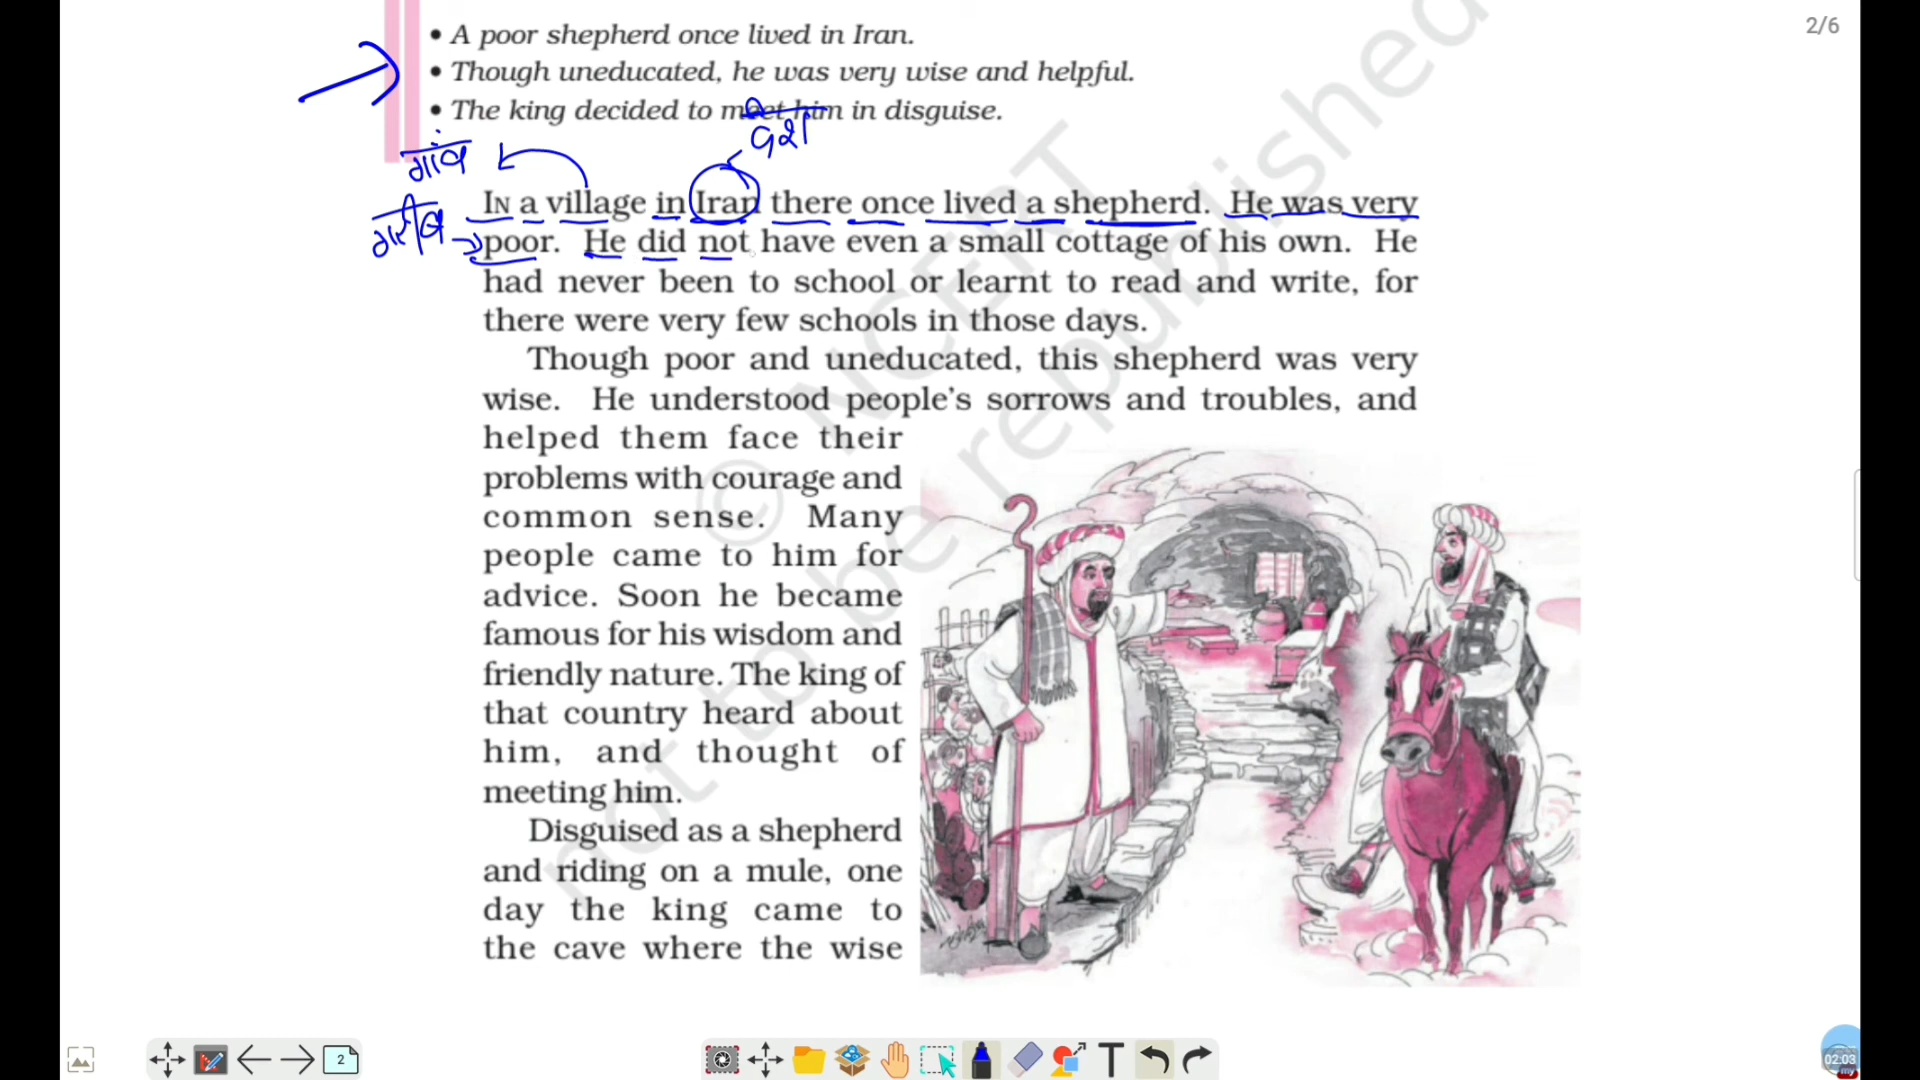 2/6
• A poor shepherd once lived in Iran.
• Though uneducated, he was very wise and helpful.
• The king decided to meet him in disguise.
गांव
IN a village in Iran there once lived a shepherd. He was very
गरीब
poor. He did not have even a small cottage of his own. He
had never been to school or learnt to read and write, for
there were very few schools in those days.
Though poor and uneducated, this shepherd was very
wise. He understood people's sorrows and troubles, and
helped them face their
problems with courage and
common sense. Many
people came to him for
advice. Soon he became
famous for his wisdom and
friendly nature. The king of
that country heard about
him, and thought of
meeting him.
Disguised as a shepherd
and riding on a mule, one
day the king came to
the cave where the wise
© NCERT
not to be republished
2
T
02:03